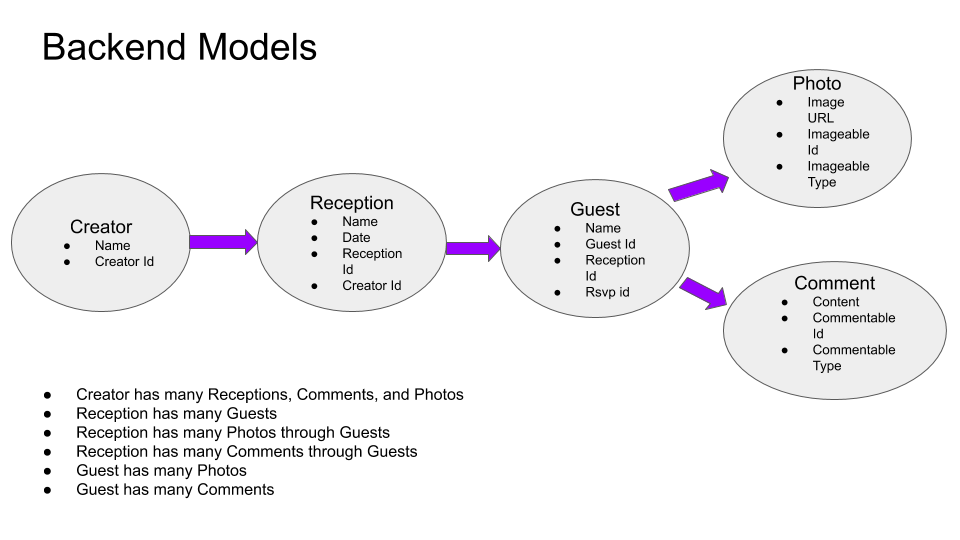 Backend Models
Creator
● Name
● Creator Id
Reception
● Name
● Date
● Reception
Id
● Creator Id
Guest
● Name
● Guest Id
● Reception
Id
● Rsvp id
Photo
● Image
URL
● Imageable
Id
● Imageable
Type
Comment
● Content
● Commentable
Id
● Commentable
Type
● Creator has many Receptions, Comments, and Photos
● Reception has many Guests
● Reception has many Photos through Guests
● Reception has many Comments through Guests
● Guest has many Photos
● Guest has many Comments